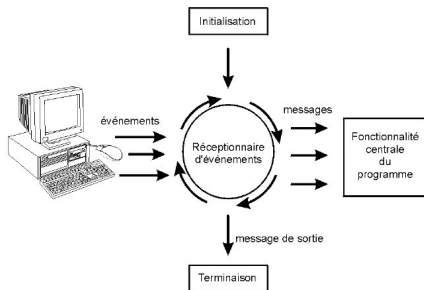 Initialisation
événements
messages
Réceptionnaire
d'événements
Fonctionnalité
centrale
du
programme
message de sortie
Terminaison